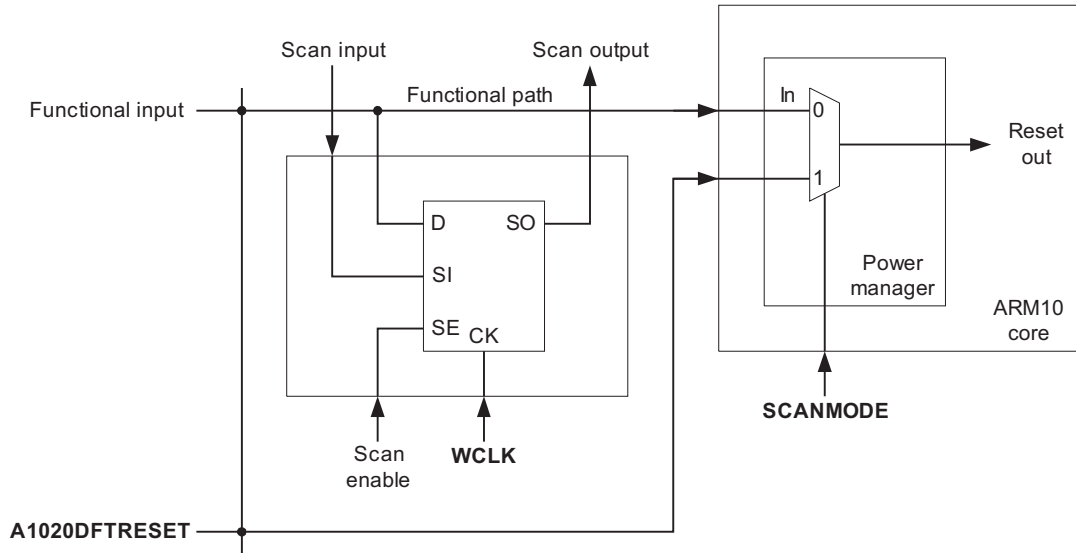 Scan input
Scan output
Functional input
Functional path
In
0
Reset
out
1
D
SO
SI
Power
manager
SE
CK
ARM10
core
SCANMODE
Scan
enable
WCLK
A1020DFTRESET